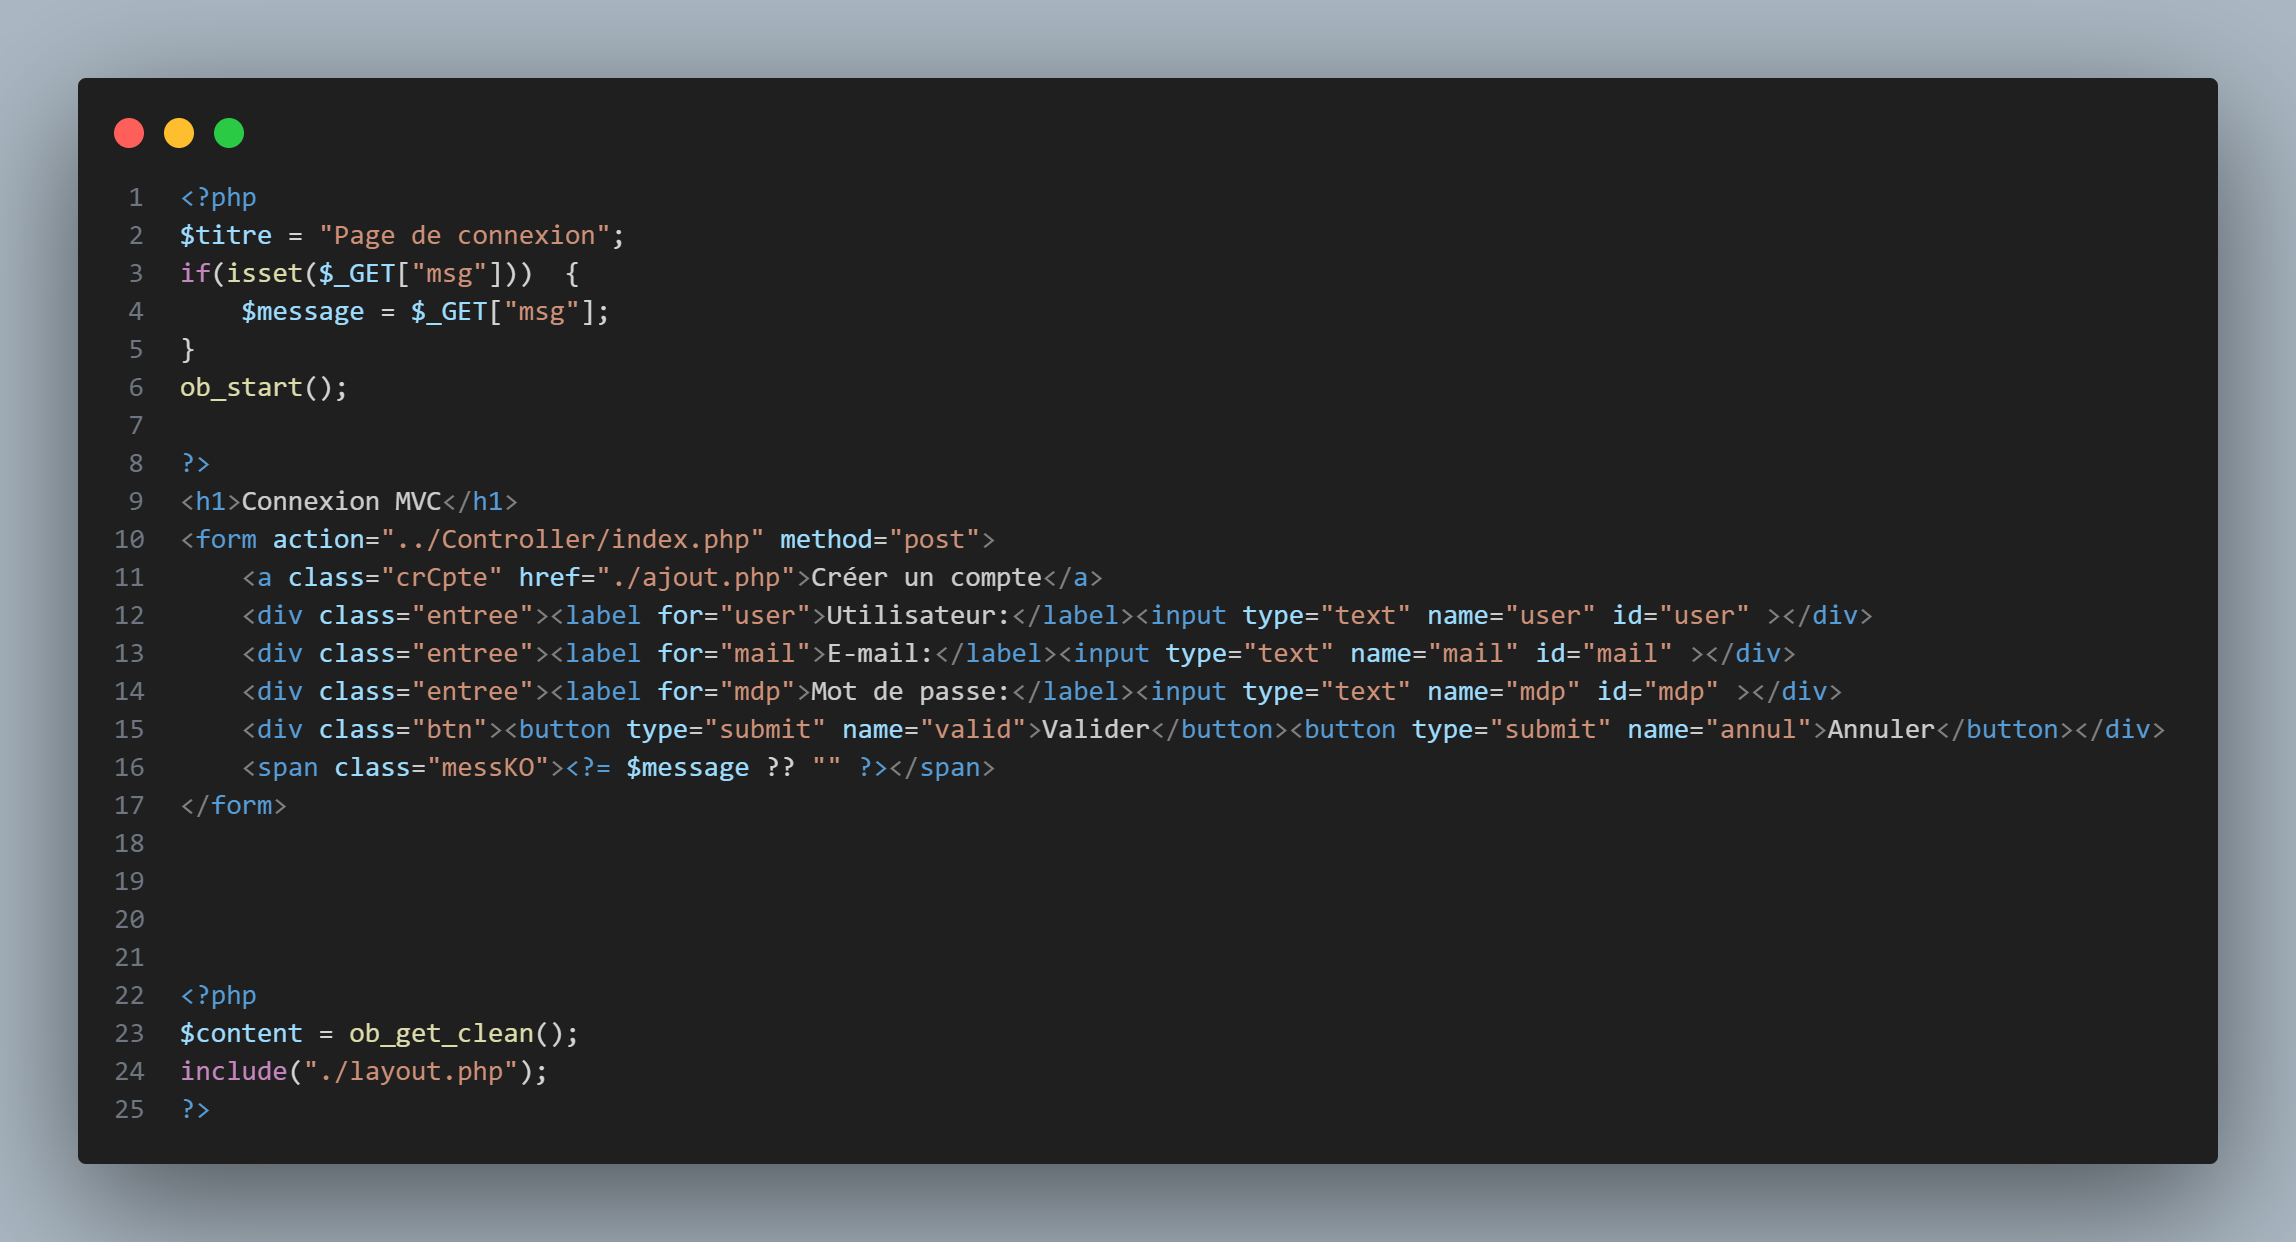 1 <?php
2 $titre = "Page de connexion";
3 if(isset($_GET["msg"]))  {
4     $message = $_GET["msg"];
5 }
6 ob_start();
7
8 ?>
9 <h1>Connexion MVC</h1>
10 <form action="../Controller/index.php" method="post">
11     <a class="crCpte" href="./ajout.php">Créer un compte</a>
12     <div class="entree"><label for="user">Utilisateur:</label><input type="text" name="user" id="user" ></div>
13     <div class="entree"><label for="mail">E-mail:</label><input type="text" name="mail" id="mail" ></div>
14     <div class="entree"><label for="mdp">Mot de passe:</label><input type="text" name="mdp" id="mdp" ></div>
15     <div class="btn"><button type="submit" name="valid">Valider</button><button type="submit" name="annul">Annuler</button></div>
16     <span class="messKO"><?= $message ?? "" ?></span>
17 </form>
18
19
20
21
22 <?php
23 $content = ob_get_clean();
24 include("./layout.php");
25 ?>